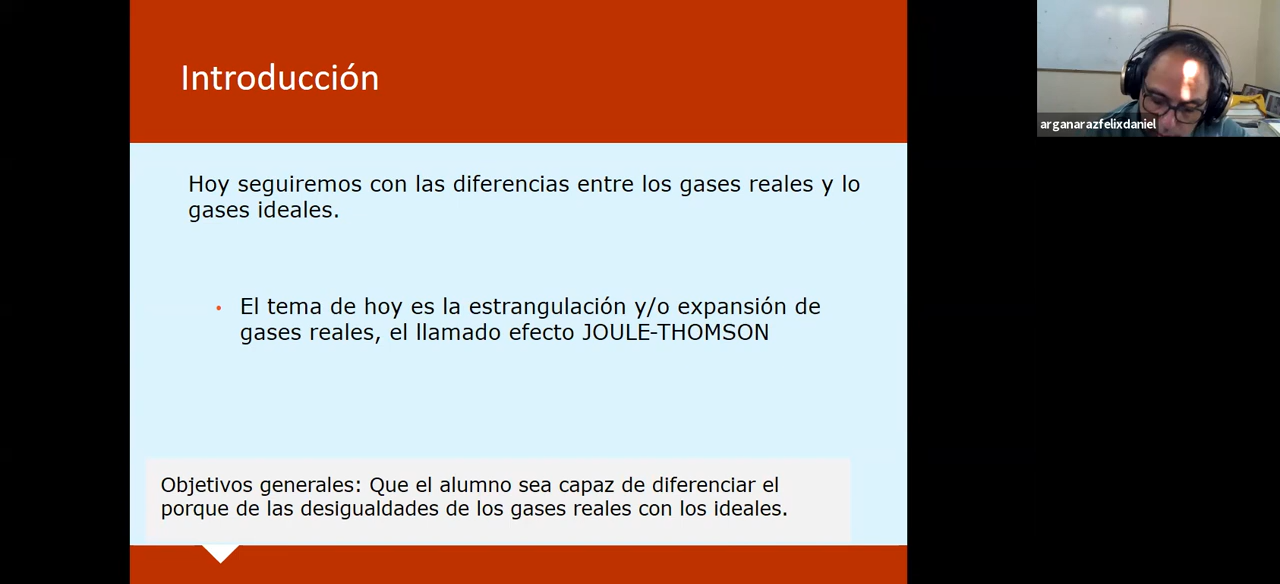 Introducción
Hoy seguiremos con las diferencias entre los gases reales y lo
gases ideales.
• El tema de hoy es la estrangulación y/o expansión de
gases reales, el llamado efecto JOULE-THOMSON
Objetivos generales: Que el alumno sea capaz de diferenciar el
porque de las desigualdades de los gases reales con los ideales.
arganarazfelixdaniel